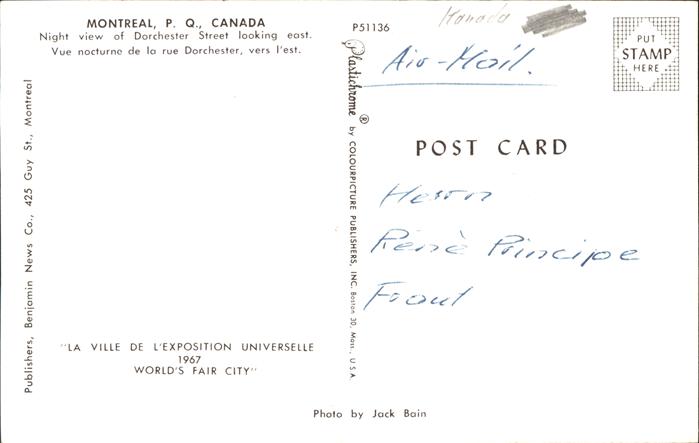 MONTREAL, P. Q., CANADA
Night view of Dorchester Street looking east.
Vue nocturne de la rue Dorchester, vers l'est.
Publishers, Benjamin News Co., 425 Guy St., Montreal
"LA VILLE DE L'EXPOSITION UNIVERSELLE
1967
WORLD'S FAIR CITY"
P51136
Plastichrome ® by COLOURPICTURE PUBLISHERS, INC. Boston 30, Mass., U.S.A
Kanada
Air-Mail.
PUT
STAMP
HERE
POST CARD
Herrn
Renè Principe
Photo by Jack Bain